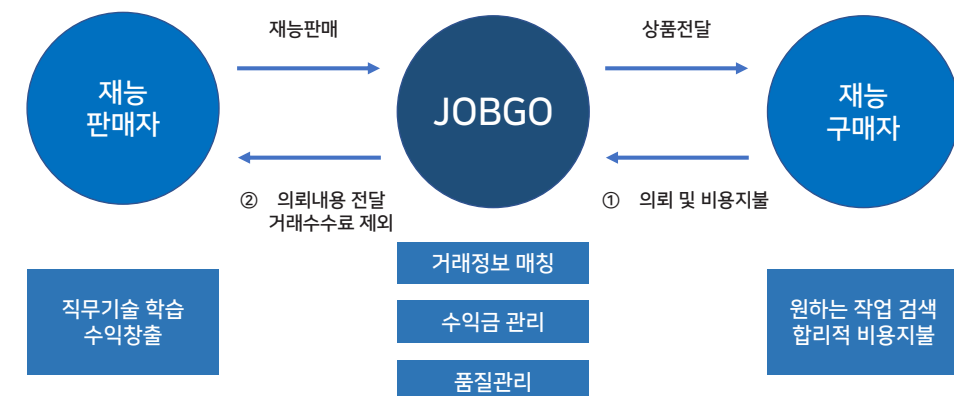 재능판매
상품전달
재능
판매자
JOBGO
재능
구매자
② 의뢰내용 전달
거래수수료 제외
① 의뢰 및 비용지불
거래정보 매칭
직무기술 학습
수익창출
수익금 관리
원하는 작업 검색
합리적 비용지불
품질관리